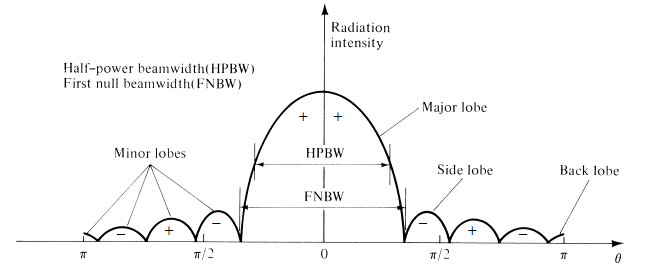 Radiation
intensity
Half-power beamwidth(HPBW)
First null beamwidth(FNBW)
Major lobe
+ +
Minor lobes
HPBW
Side lobe
Back lobe
FNBW
− + − − + −
π π/2 0 π/2 π θ